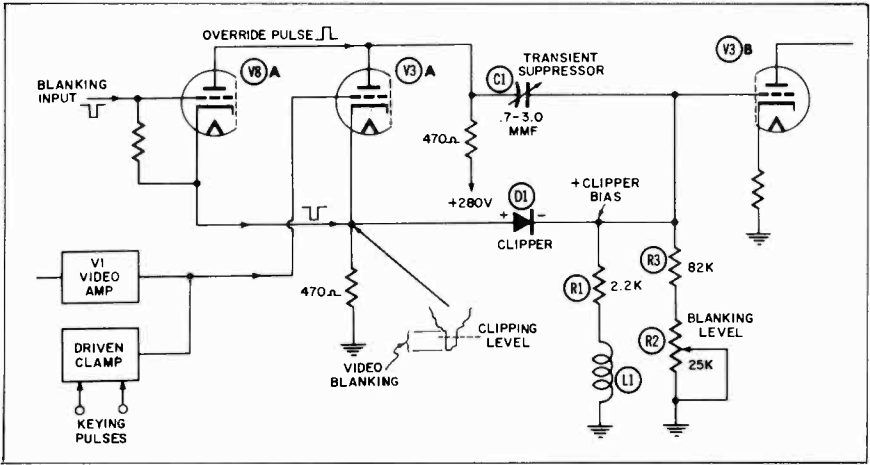 OVERRIDE PULSE
V8 A
V3 A
V3 B
BLANKING
INPUT
C1
TRANSIENT
SUPPRESSOR
.7-3.0
MMF
470Ω
+280V
D1
+CLIPPER
BIAS
+
-
CLIPPER
V1
VIDEO
AMP
470Ω
R1
2.2K
R3
82K
CLIPPING
LEVEL
BLANKING
LEVEL
R2
25K
DRIVEN
CLAMP
VIDEO
BLANKING
L1
KEYING
PULSES